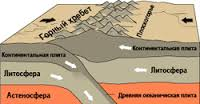 Горный хребет
Плоскогорье
Континентальная плита
Континентальная плита
Литосфера
Литосфера
Астеносфера
Древняя океаническая плита